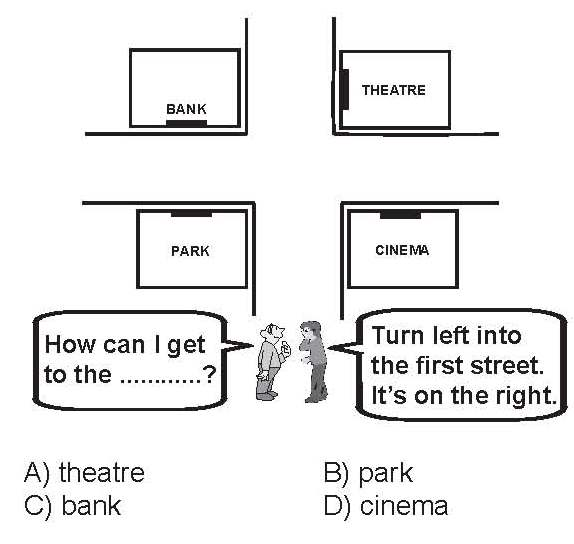 BANK
THEATRE
PARK
CINEMA
How can I get
to the ............?
Turn left into
the first street.
It's on the right.
A) theatre
B) park
C) bank
D) cinema